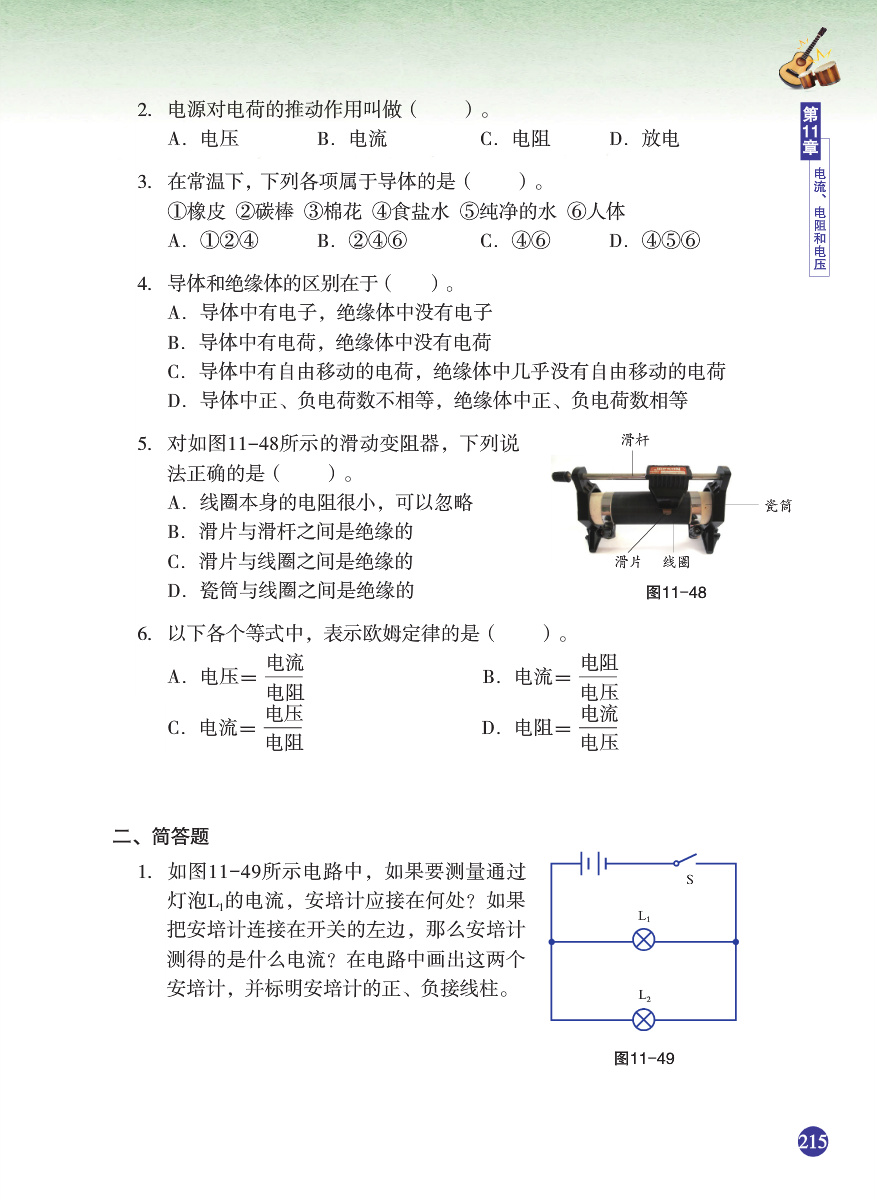 第11章
电流、电阻和电压
2. 电源对电荷的推动作用叫做（　　）。
A．电压　B．电流　C．电阻　D．放电
3. 在常温下，下列各项属于导体的是（　　）。
①橡皮 ②碳棒 ③棉花 ④食盐水 ⑤纯净的水 ⑥人体
A．①②④　B．②④⑥　C．④⑥　D．④⑤⑥
4. 导体和绝缘体的区别在于（　　）。
A．导体中有电子，绝缘体中没有电子
B．导体中有电荷，绝缘体中没有电荷
C．导体中有自由移动的电荷，绝缘体中几乎没有自由移动的电荷
D．导体中正、负电荷数不相等，绝缘体中正、负电荷数相等
5. 对如图11-48所示的滑动变阻器，下列说
法正确的是（　　）。
A．线圈本身的电阻很小，可以忽略
B．滑片与滑杆之间是绝缘的
C．滑片与线圈之间是绝缘的
D．瓷筒与线圈之间是绝缘的
滑杆
瓷筒
滑片 线圈
图11-48
6. 以下各个等式中，表示欧姆定律的是（　　）。
A．电压＝电流/电阻　B．电流＝电阻/电压
C．电流＝电压/电阻　D．电阻＝电流/电压
二、简答题
1. 如图11-49所示电路中，如果要测量通过
灯泡L₁的电流，安培计应接在何处？如果
把安培计连接在开关的左边，那么安培计
测得的是什么电流？在电路中画出这两个
安培计，并标明安培计的正、负接线柱。
S
L₁
L₂
图11-49
215